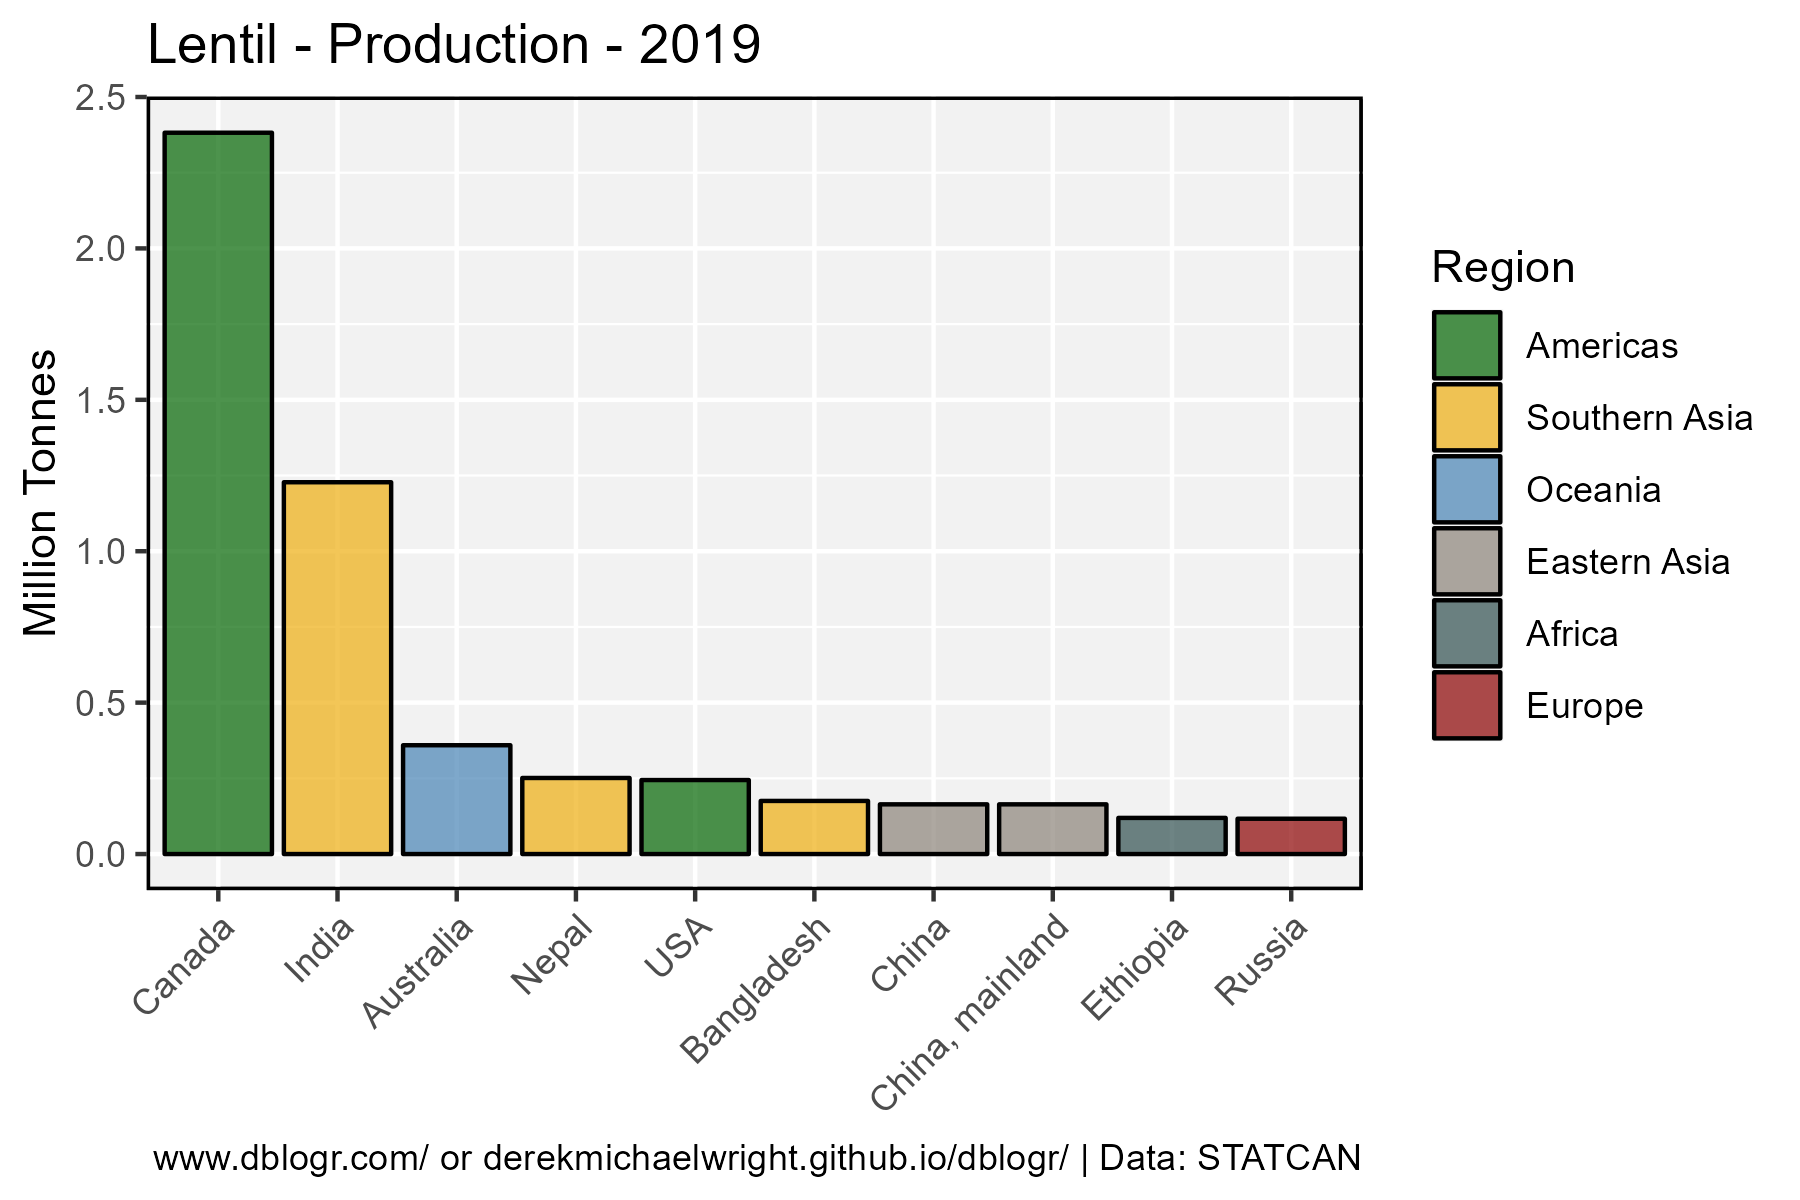 Lentil - Production - 2019
Million Tonnes
2.5
2.0
1.5
1.0
0.5
0.0
Canada
India
Australia
Nepal
USA
Bangladesh
China
China, mainland
Ethiopia
Russia
Region
Americas
Southern Asia
Oceania
Eastern Asia
Africa
Europe
www.dblogr.com/ or derekmichaelwright.github.io/dblogr/ | Data: STATCAN